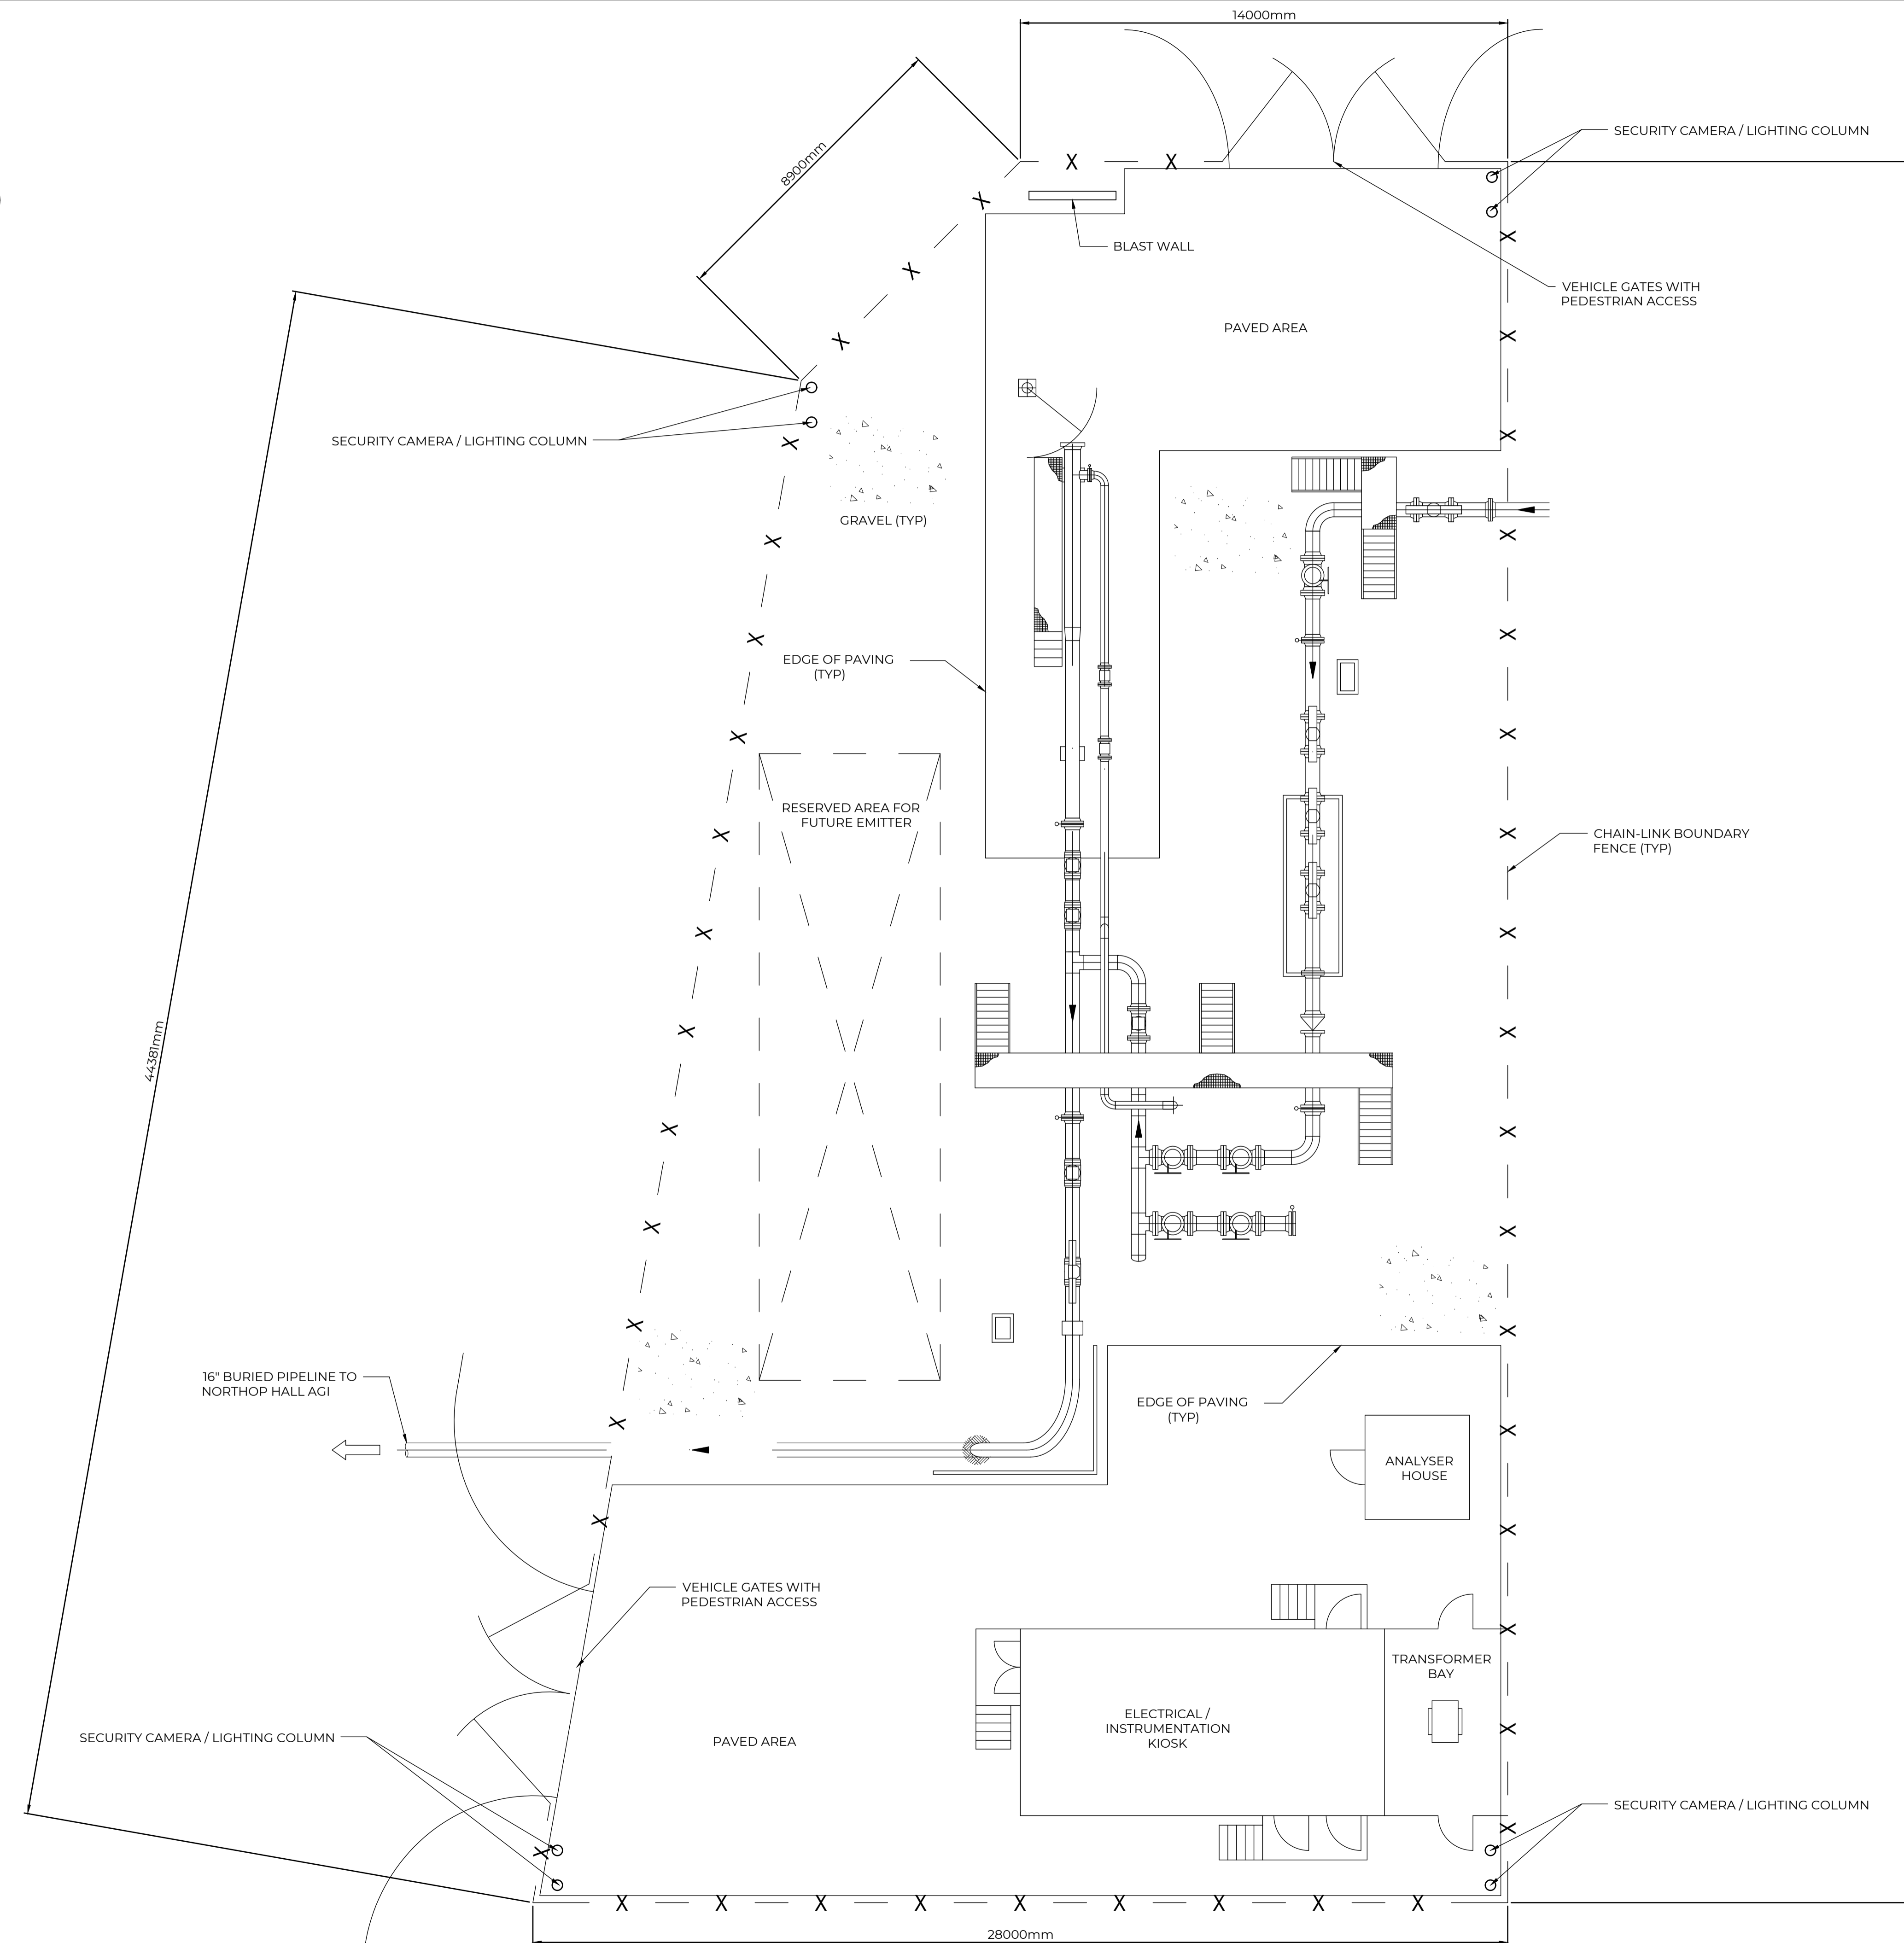 14000mm
SECURITY CAMERA / LIGHTING COLUMN
8900mm
X X
BLAST WALL
VEHICLE GATES WITH
PEDESTRIAN ACCESS
PAVED AREA
SECURITY CAMERA / LIGHTING COLUMN
GRAVEL (TYP)
EDGE OF PAVING
(TYP)
RESERVED AREA FOR
FUTURE EMITTER
CHAIN-LINK BOUNDARY
FENCE (TYP)
44381mm
16" BURIED PIPELINE TO
NORTHOP HALL AGI
EDGE OF PAVING
(TYP)
ANALYSER
HOUSE
VEHICLE GATES WITH
PEDESTRIAN ACCESS
TRANSFORMER
BAY
ELECTRICAL /
INSTRUMENTATION
KIOSK
SECURITY CAMERA / LIGHTING COLUMN
PAVED AREA
SECURITY CAMERA / LIGHTING COLUMN
X X X X X X X X X
28000mm